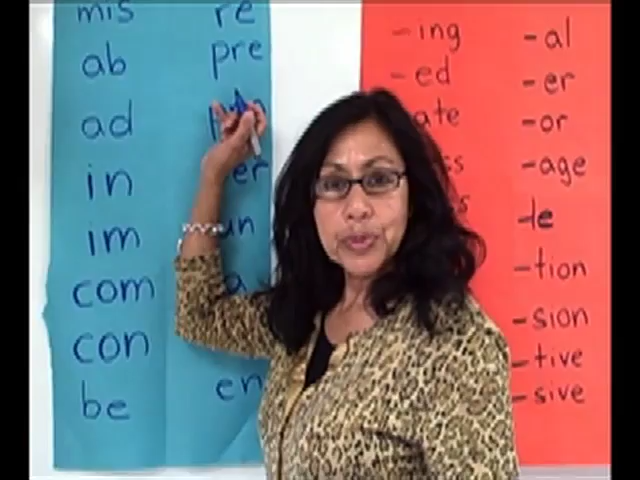 mis
ab
ad
in
im
com
con
be
re
pre
un
en
-ing
-ed
-al
-er
-or
-age
-le
-tion
-sion
-tive
-sive